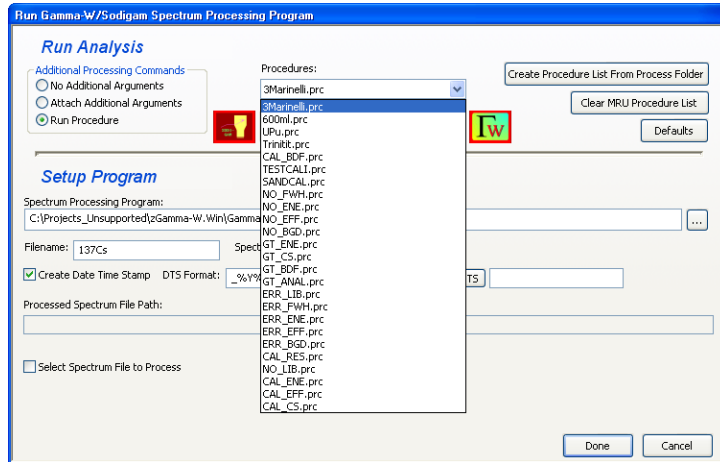 Run Gamma-W/Sodigam Spectrum Processing Program
Run Analysis
Additional Processing Commands
No Additional Arguments
Attach Additional Arguments
Run Procedure
Procedures:
3Marinelli.prc
3Marinelli.prc
600ml.prc
UPu.prc
Trinitit.prc
CAL_BDF.prc
TESTCALI.prc
SANDCAL.prc
NO_FWH.prc
NO_ENE.prc
NO_EFF.prc
NO_BGD.prc
GT_ENE.prc
GT_CS.prc
GT_BDF.prc
GT_ANAL.prc
ERR_LIB.prc
ERR_FWH.prc
ERR_ENE.prc
ERR_EFF.prc
ERR_BGD.prc
CAL_RES.prc
NO_LIB.prc
CAL_ENE.prc
CAL_EFF.prc
CAL_CS.prc
Create Procedure List From Process Folder
Clear MRU Procedure List
Defaults
Γw
Setup Program
Spectrum Processing Program:
C:\Projects_Unsupported\zGamma-W.Win\Gamma
...
Filename: 137Cs Spect
Create Date Time Stamp DTS Format: _%Y% TS
Processed Spectrum File Path:
Select Spectrum File to Process
Done Cancel